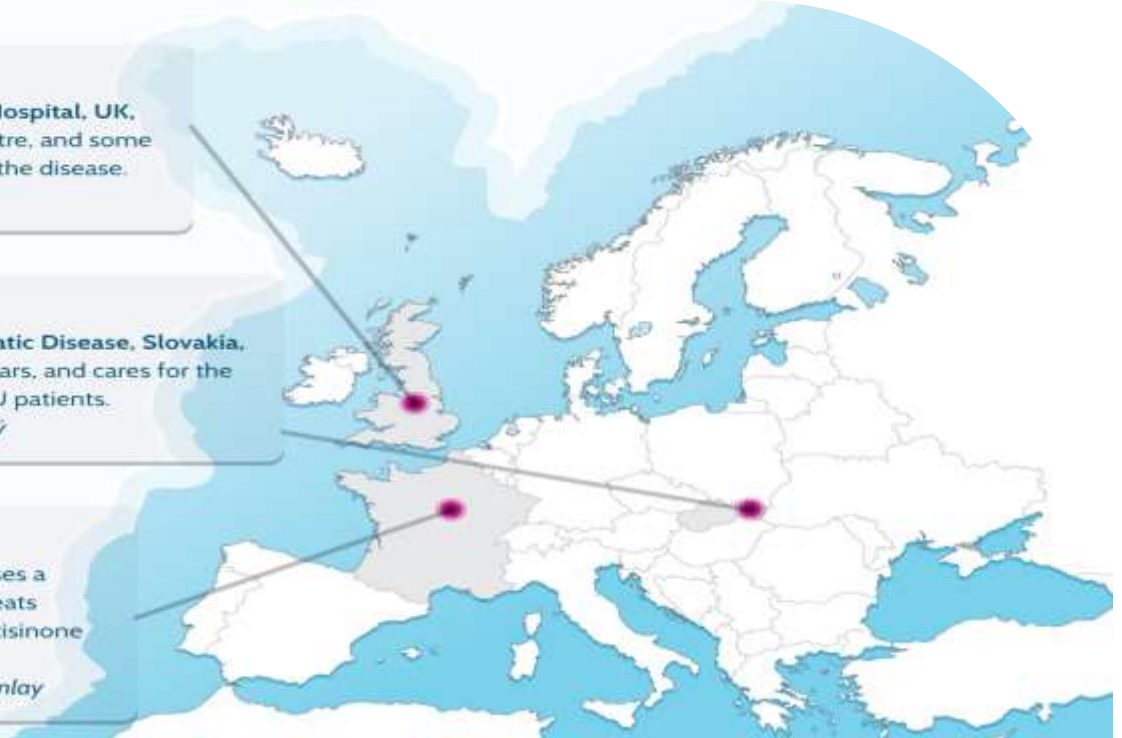 Hospital, UK,
tre, and some
the disease.
atic Disease, Slovakia,
ars, and cares for the
U patients.
ý
es a
eats
isinone
nlay